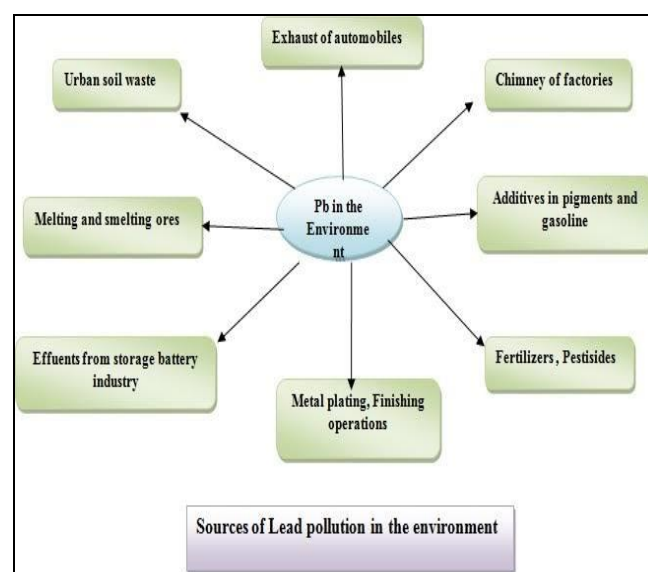 Exhaust of automobiles
Urban soil waste
Chimney of factories
Melting and smelting ores
Pb in the
Environme
nt
Additives in pigments and
gasoline
Effuents from storage battery
industry
Metal plating, Finishing
operations
Fertilizers , Pestisides
Sources of Lead pollution in the environment